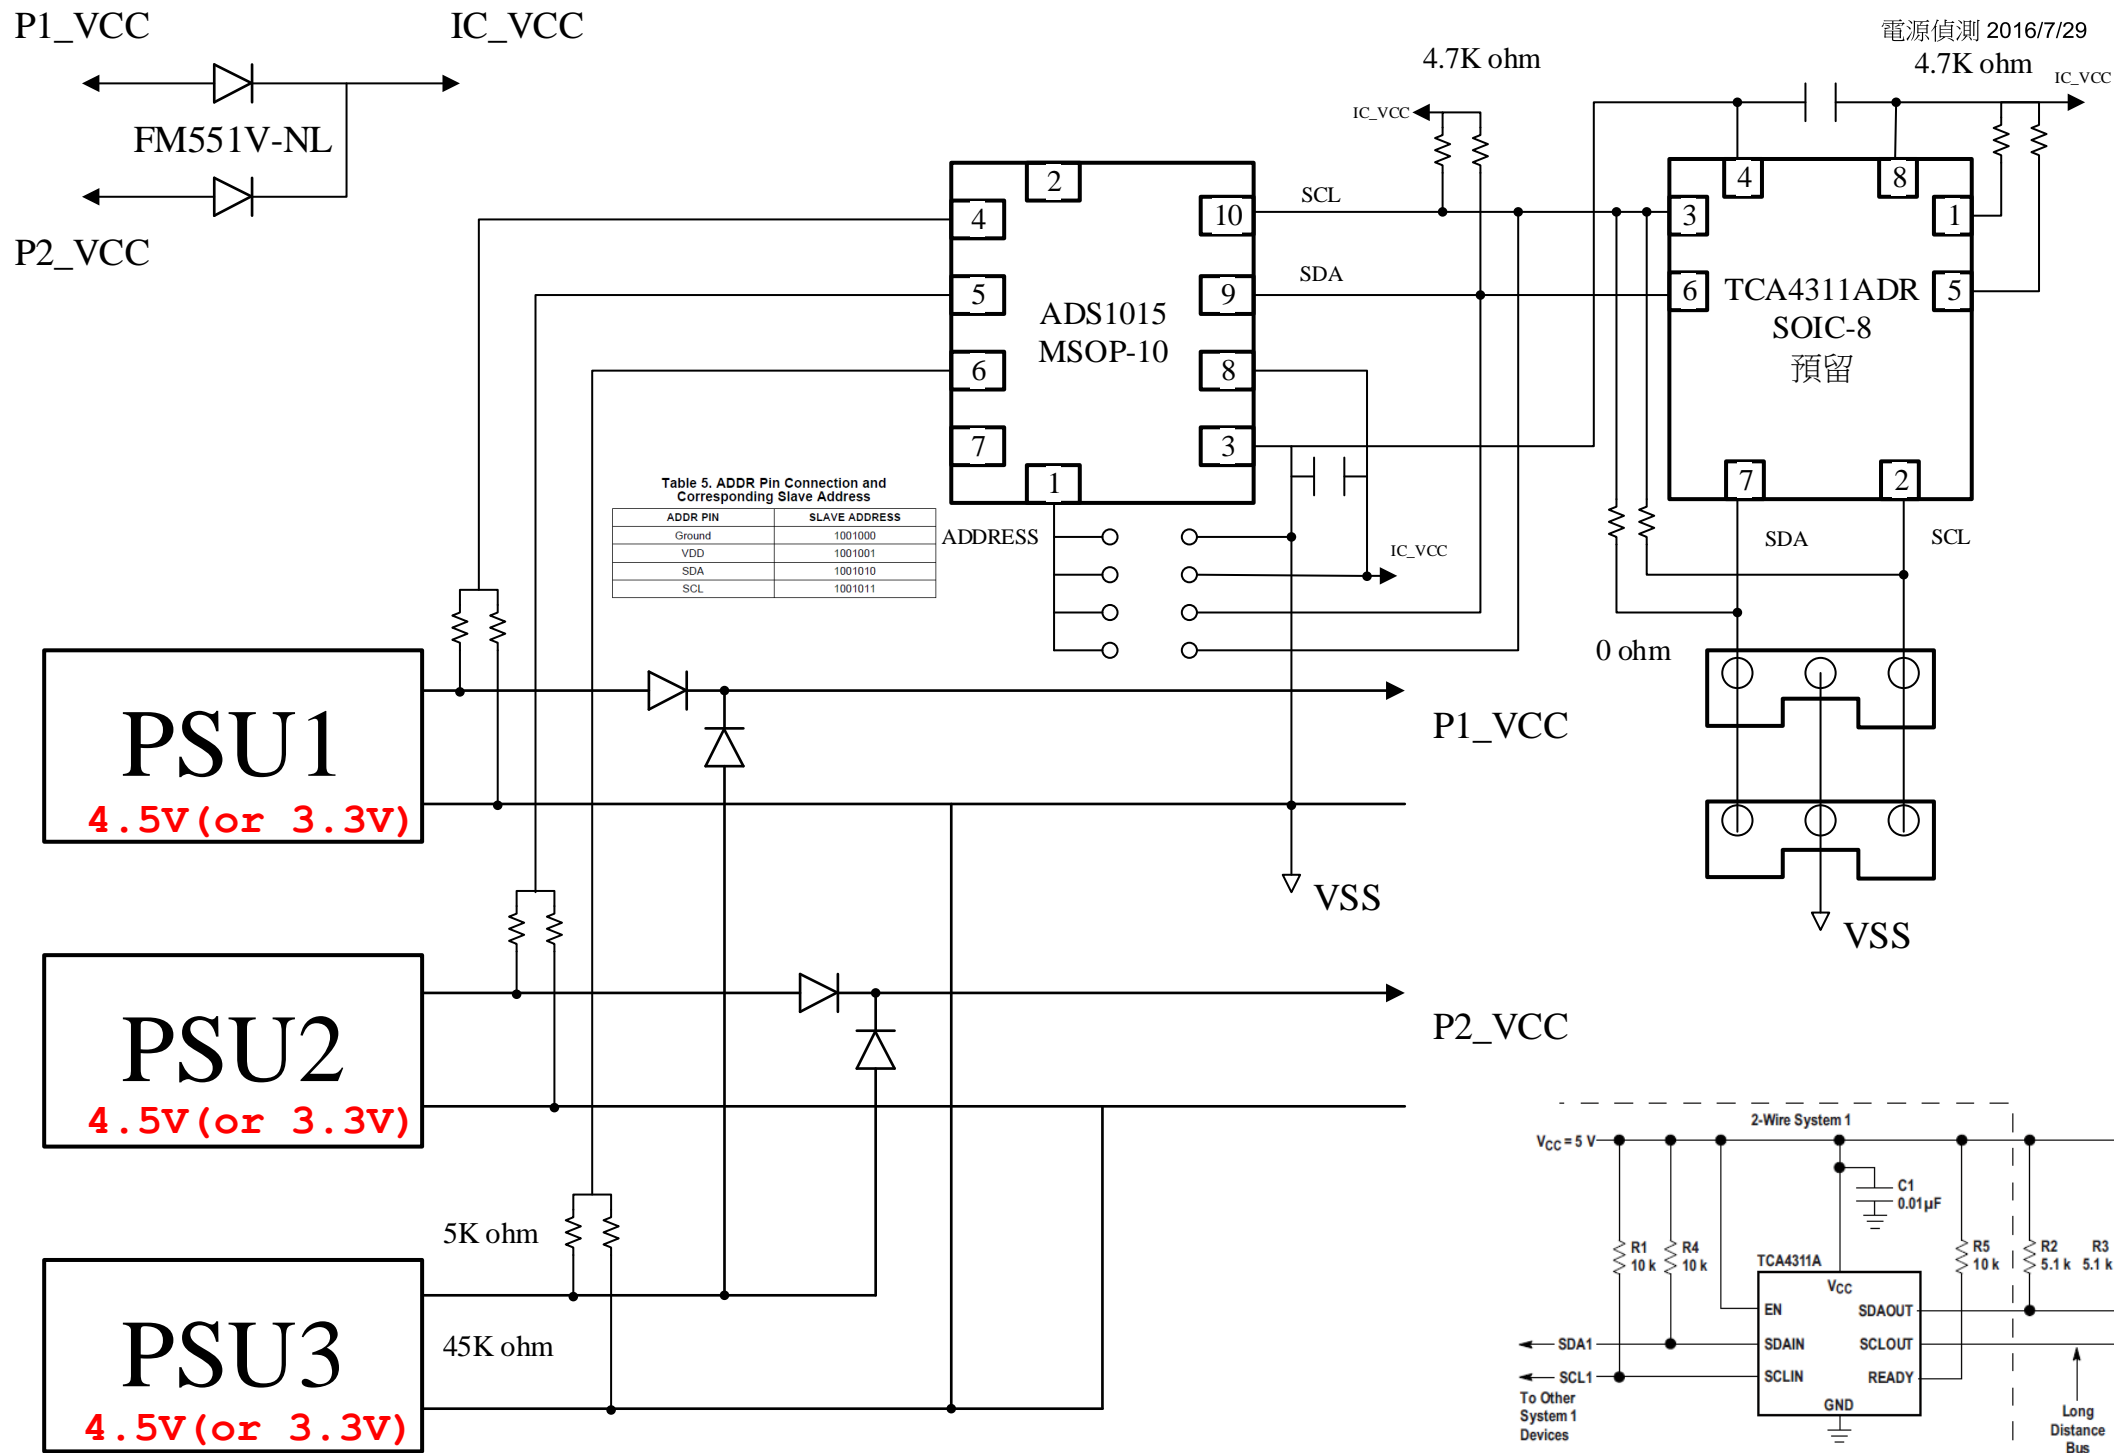 P1_VCC
IC_VCC
電源偵測 2016/7/29
4.7K ohm
4.7K ohm
IC_VCC
IC_VCC
FM551V-NL
P2_VCC
2
4
5
6
7
1
10
9
8
3
ADS1015
MSOP-10
SCL
SDA
4
8
3
1
6
5
7
2
TCA4311ADR
SOIC-8
預留
Table 5. ADDR Pin Connection and
Corresponding Slave Address
ADDR PIN SLAVE ADDRESS
Ground 1001000
VDD 1001001
SDA 1001010
SCL 1001011
ADDRESS
IC_VCC
SDA
SCL
0 ohm
PSU1
4.5V(or 3.3V)
P1_VCC
VSS
VSS
PSU2
4.5V(or 3.3V)
P2_VCC
5K ohm
45K ohm
PSU3
4.5V(or 3.3V)
2-Wire System 1
VCC = 5 V
C1
0.01µF
R1
10 k
R4
10 k
R5
10 k
R2
5.1 k
R3
5.1 k
TCA4311A
VCC
EN
SDAOUT
SDA1
SDAIN
SCLOUT
SCL1
SCLIN
READY
GND
To Other
System 1
Devices
Long
Distance
Bus